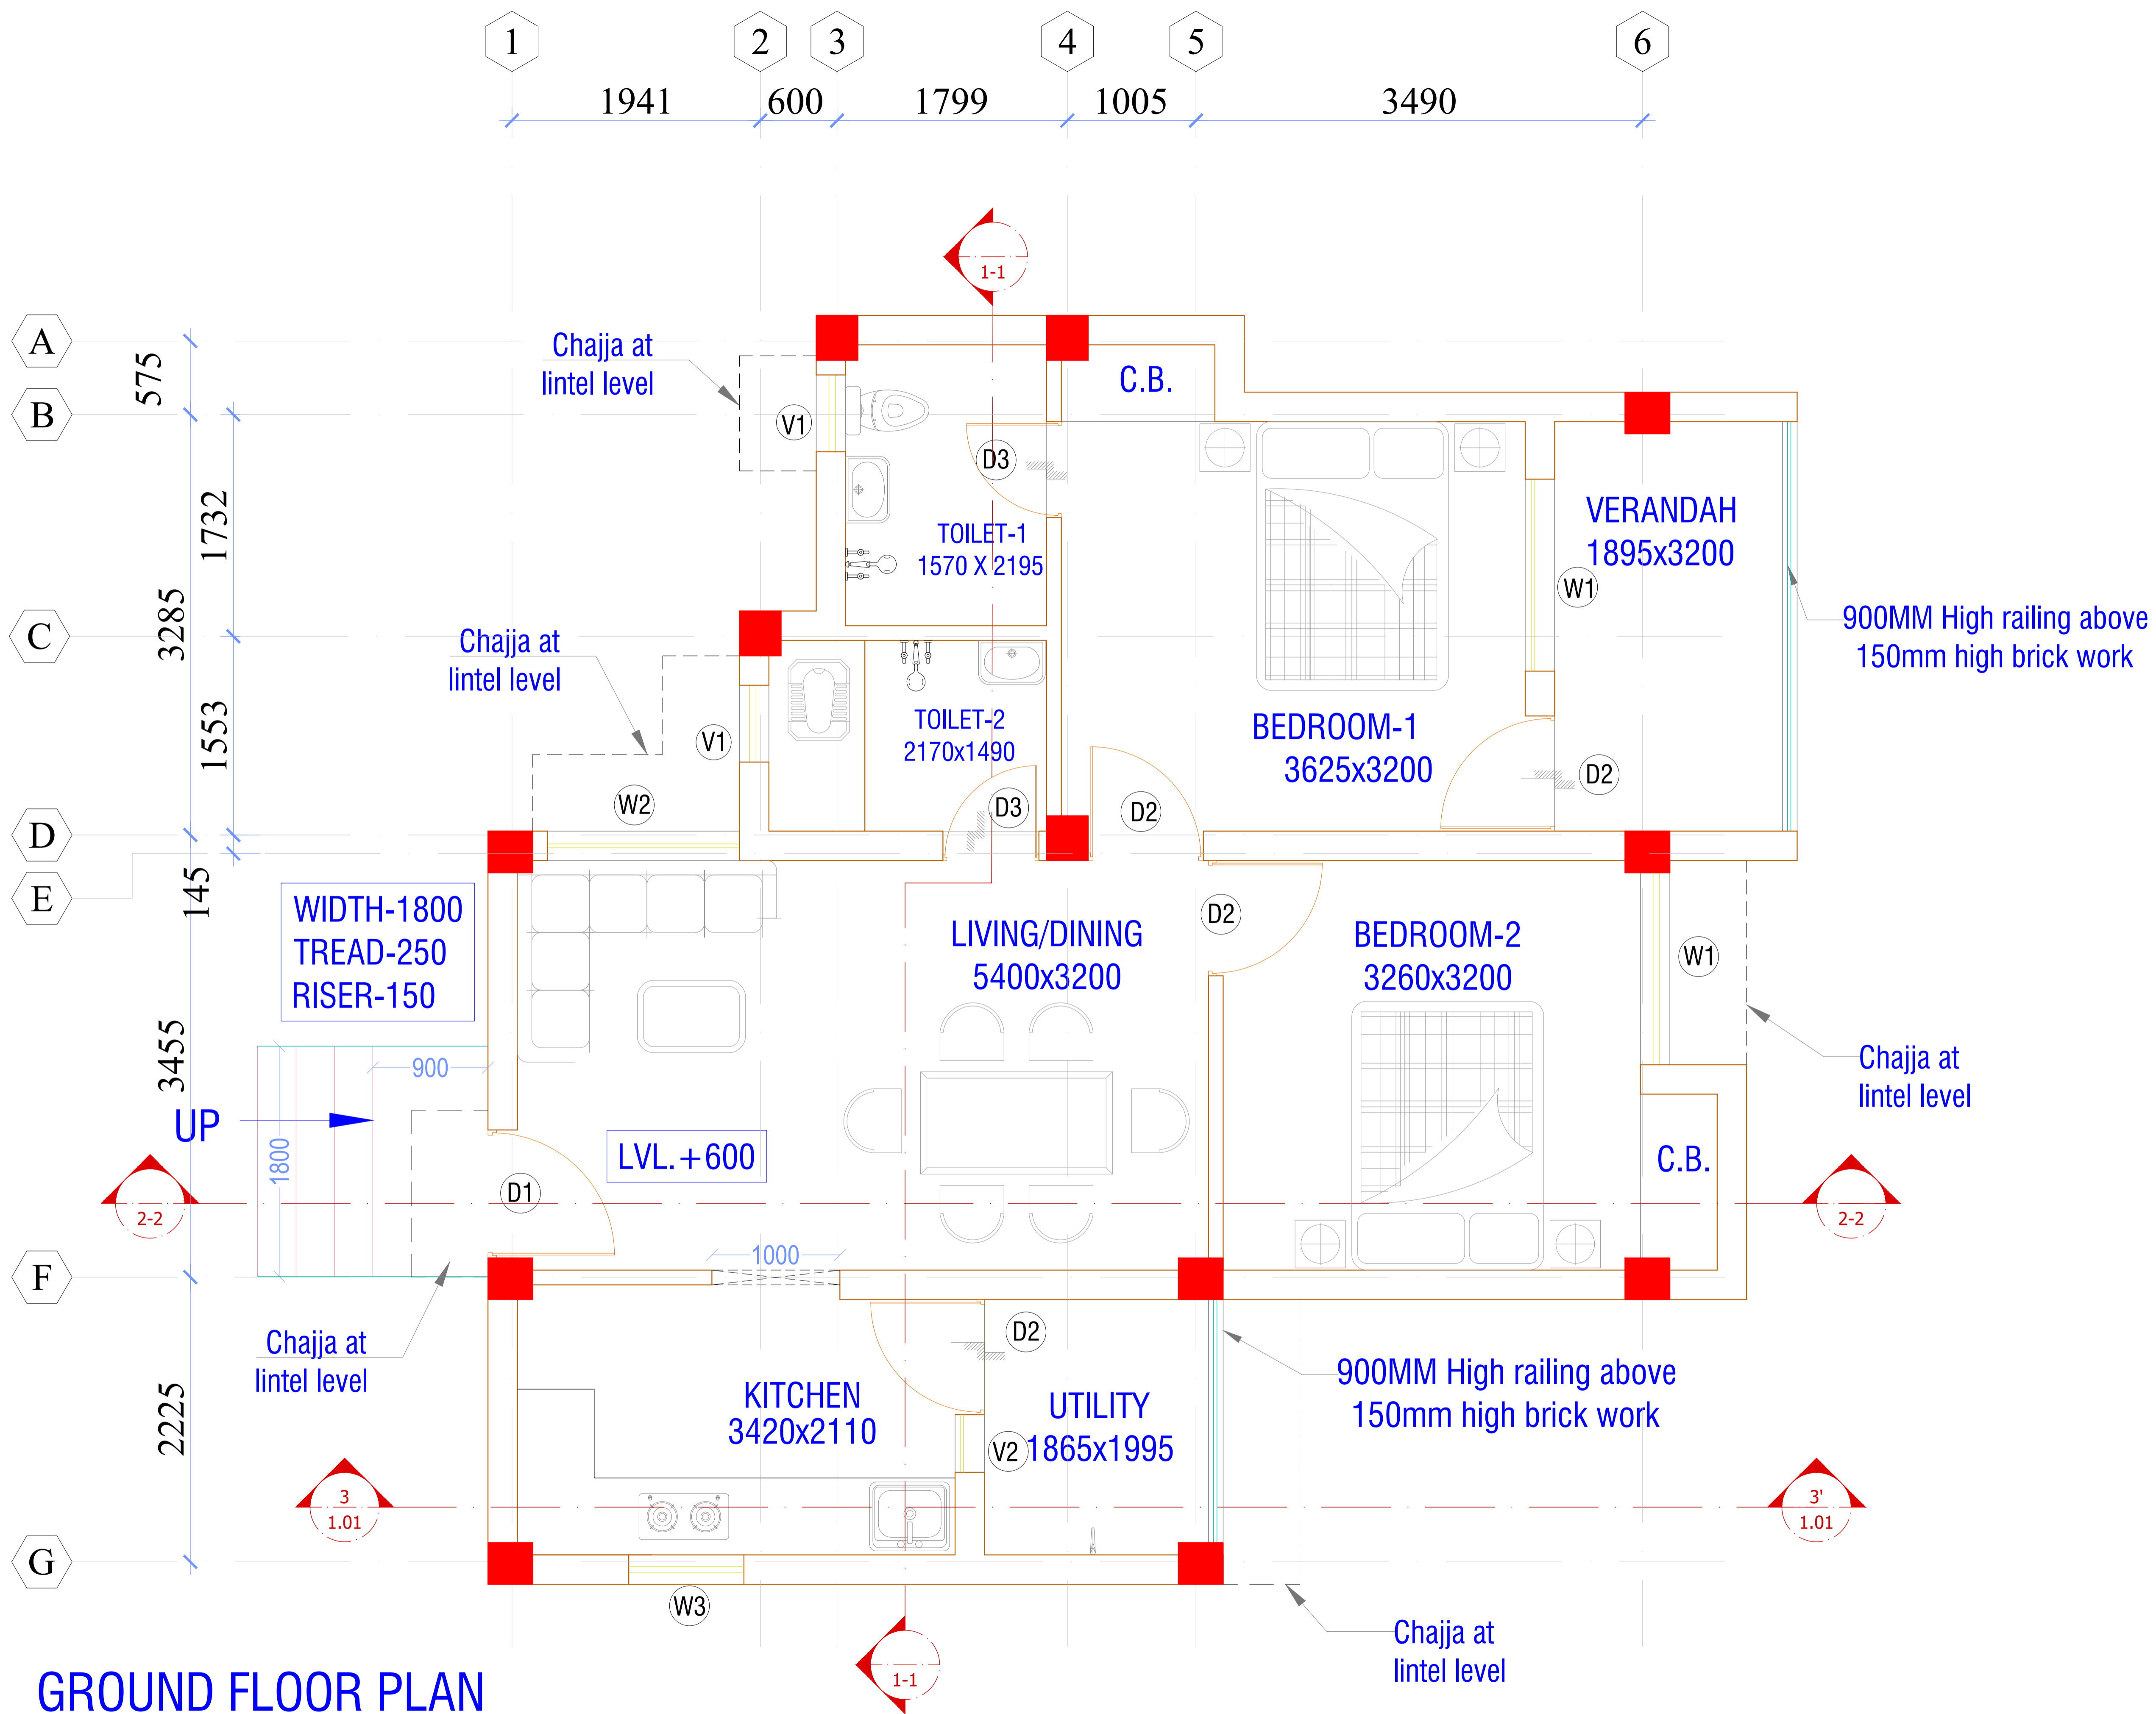 1 2 3 4 5 6
1941 600 1799 1005 3490
1-1
A
575
Chajja at
lintel level
C.B.
B
V1
D3
1732
VERANDAH
1895x3200
TOILET-1
1570 X 2195
W1
3285
900MM High railing above
150mm high brick work
C
Chajja at
lintel level
1553
V1
TOILET-2
2170x1490
BEDROOM-1
3625x3200
D2
W2
D3
D2
D
E
145
WIDTH-1800
TREAD-250
RISER-150
D2
LIVING/DINING
5400x3200
BEDROOM-2
3260x3200
W1
3455
900
Chajja at
lintel level
UP
1800
LVL.+600
C.B.
D1
2-2
2-2
1000
F
Chajja at
lintel level
D2
2225
KITCHEN
3420x2110
UTILITY
1865x1995
V2
900MM High railing above
150mm high brick work
3
1.01
3'
1.01
G
W3
Chajja at
lintel level
1-1
GROUND FLOOR PLAN